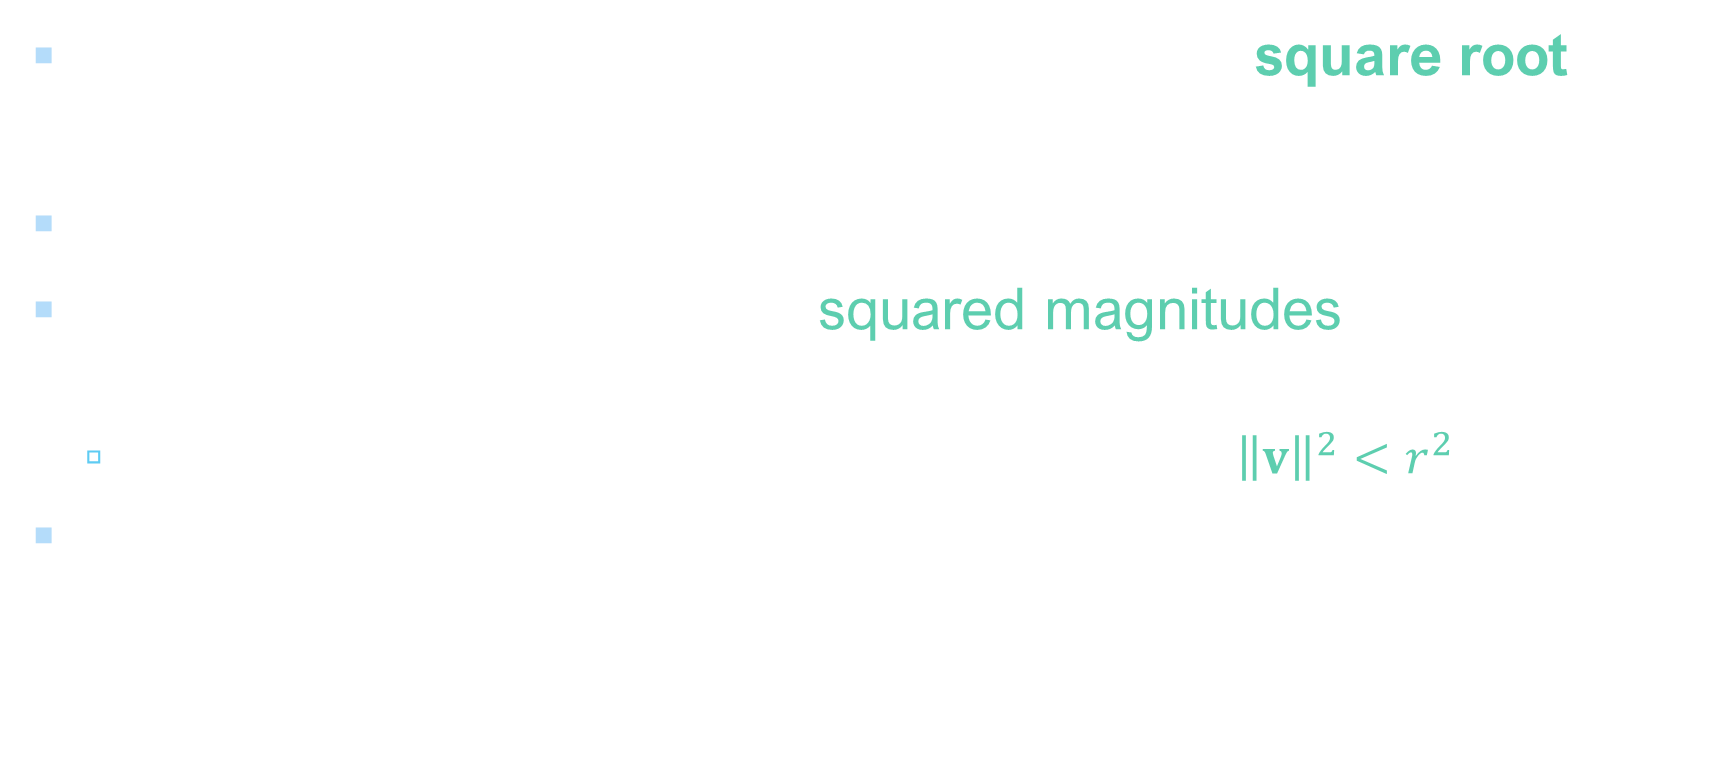 square root
squared magnitudes
‖𝐯‖² < 𝑟²